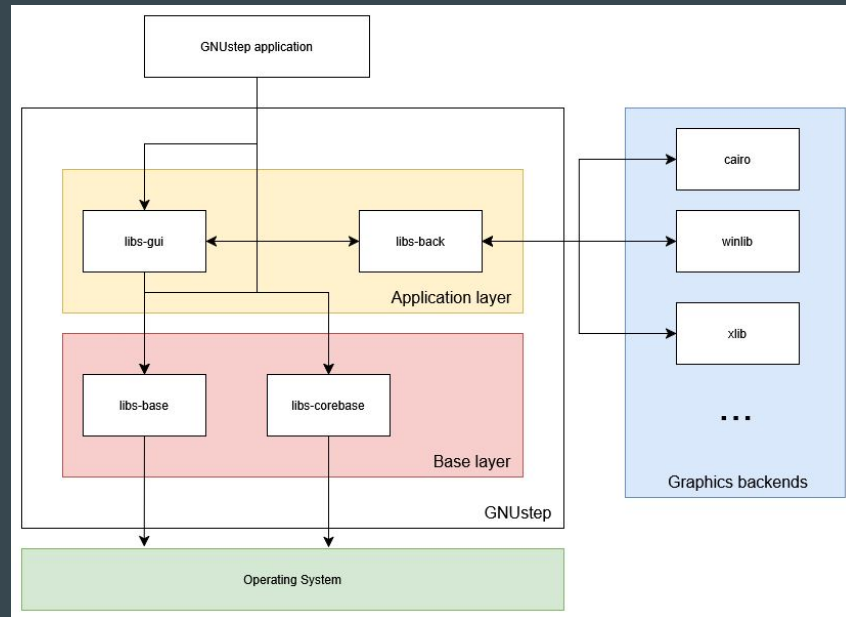 GNUstep application
cairo
libs-gui
libs-back
winlib
Application layer
xlib
libs-base
libs-corebase
...
Base layer
Graphics backends
GNUstep
Operating System